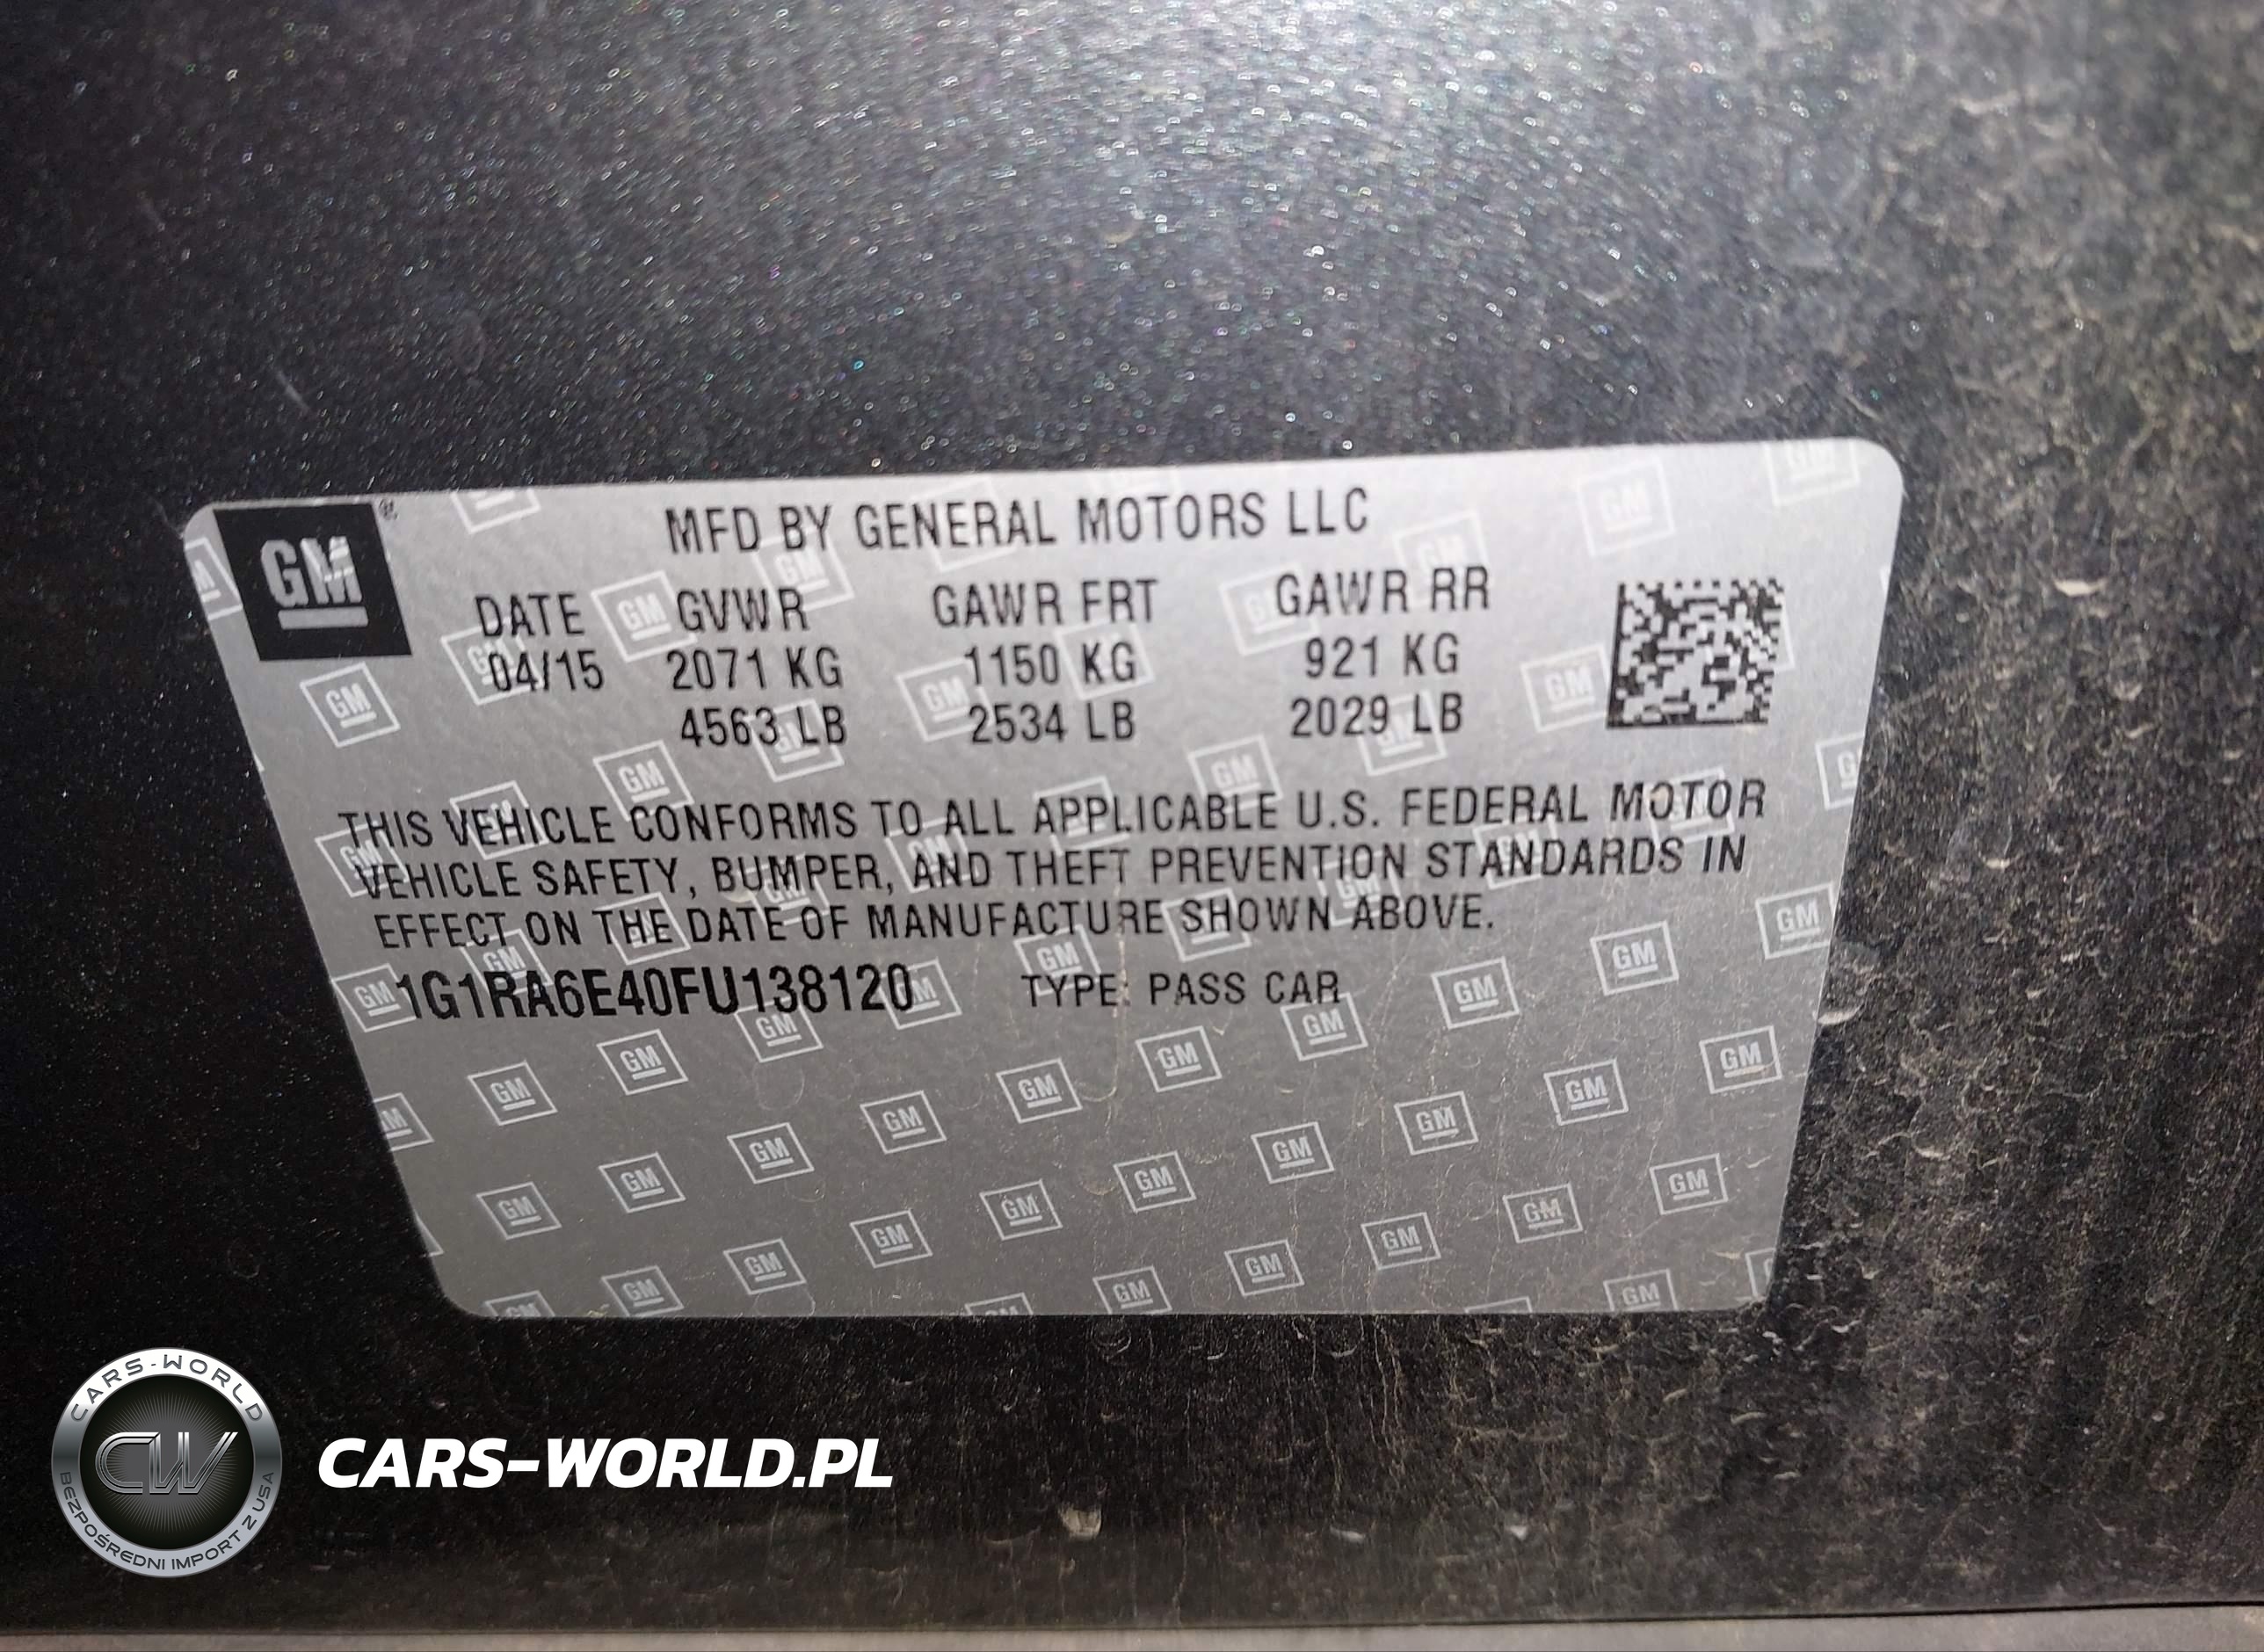 GM
MFD BY GENERAL MOTORS LLC
DATE GVWR GAWR FRT GAWR RR
04/15 2071 KG 1150 KG 921 KG
4563 LB 2534 LB 2029 LB
THIS VEHICLE CONFORMS TO ALL APPLICABLE U.S. FEDERAL MOTOR
VEHICLE SAFETY, BUMPER, AND THEFT PREVENTION STANDARDS IN
EFFECT ON THE DATE OF MANUFACTURE SHOWN ABOVE.
1G1RA6E40FU138120 TYPE: PASS CAR
CARS-WORLD
CW
BEZPOŚREDNI IMPORT Z USA
CARS-WORLD.PL